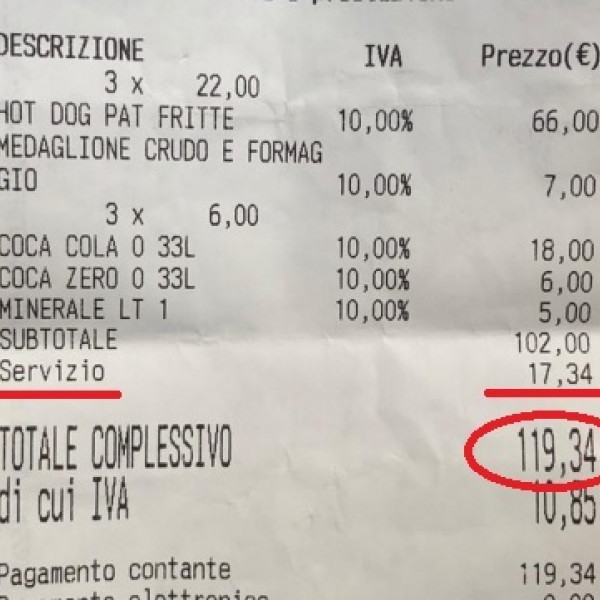 DESCRIZIONE IVA Prezzo(€)
3 x 22,00
HOT DOG PAT FRITTE 10,00% 66,00
MEDAGLIONE CRUDO E FORMAG
GIO 10,00% 7,00
3 x 6,00
COCA COLA 0 33L 10,00% 18,00
COCA ZERO 0 33L 10,00% 6,00
MINERALE LT 1 10,00% 5,00
SUBTOTALE 102,00
Servizio 17,34
TOTALE COMPLESSIVO 119,34
di cui IVA 10,85
Pagamento contante 119,34